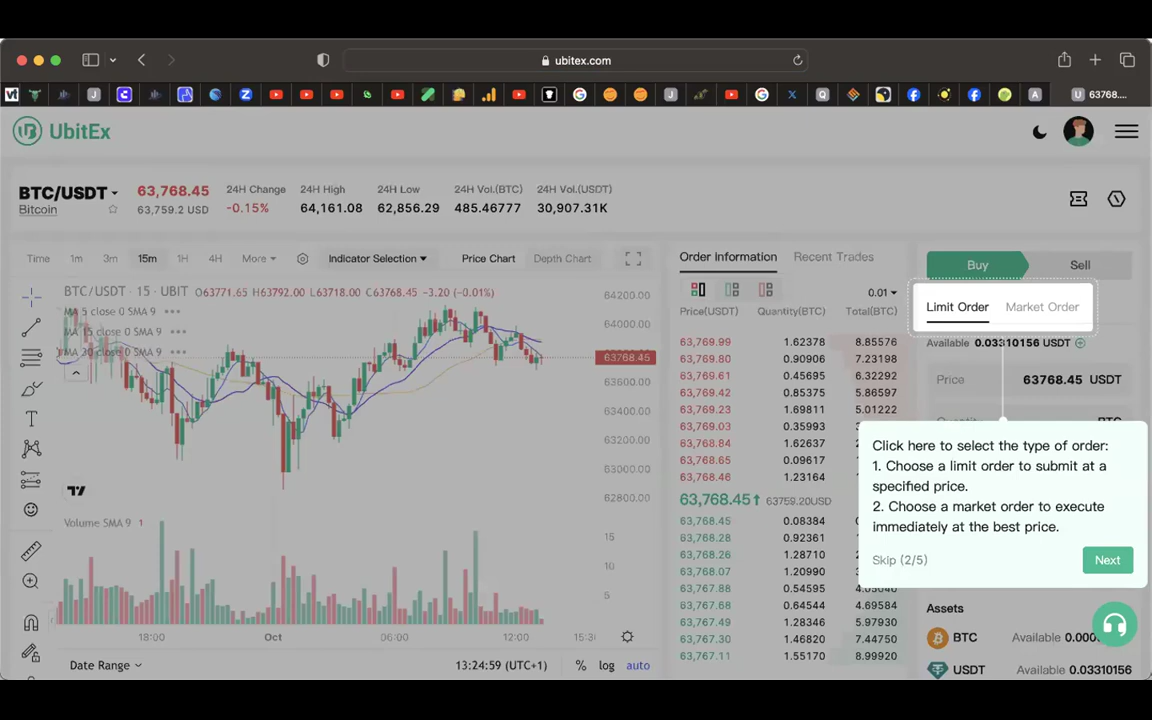 ubitex.com
63768....
UbitEx
BTC/USDT
Bitcoin
63,768.45
63,759.2 USD
24H Change
-0.15%
24H High
64,161.08
24H Low
62,856.29
24H Vol.(BTC)
485.46777
24H Vol.(USDT)
30,907.31K
Time 1m 3m 15m 1H 4H More
Indicator Selection
Price Chart Depth Chart
BTC/USDT · 15 · UBIT O63771.65 H63792.00 L63718.00 C63768.45 -3.20 (-0.01%)
MA 5 close 0 SMA 9
MA 15 close 0 SMA 9
MA 30 close 0 SMA 9
64200.00
64000.00
63768.45
63600.00
63400.00
63200.00
63000.00
62800.00
Volume SMA 9 1
15
10
5
18:00 Oct 06:00 12:00 15:3
Date Range
13:24:59 (UTC+1) % log auto
Order Information Recent Trades
0.01
Price(USDT) Quantity(BTC) Total(BTC)
63,769.99 1.62378 8.85576
63,769.80 0.90906 7.23198
63,769.61 0.45695 6.32292
63,769.42 0.85375 5.86597
63,769.23 1.69811 5.01222
63,769.03 0.35993
63,768.84 1.62637
63,768.65 0.09617
63,768.46 1.23164
63,768.45 63759.20USD
63,768.45 0.08384
63,768.28 0.92361
63,768.26 1.28710
63,768.07 1.20990
63,767.88 0.54595
63,767.68 0.64544 4.69584
63,767.49 1.28346 5.97930
63,767.30 1.46820 7.44750
63,767.11 1.55170 8.99920
Buy Sell
Limit Order Market Order
Available 0.03310156 USDT
Price 63768.45 USDT
Click here to select the type of order:
1. Choose a limit order to submit at a
specified price.
2. Choose a market order to execute
immediately at the best price.
Skip (2/5) Next
Assets
BTC Available
USDT Available 0.03310156